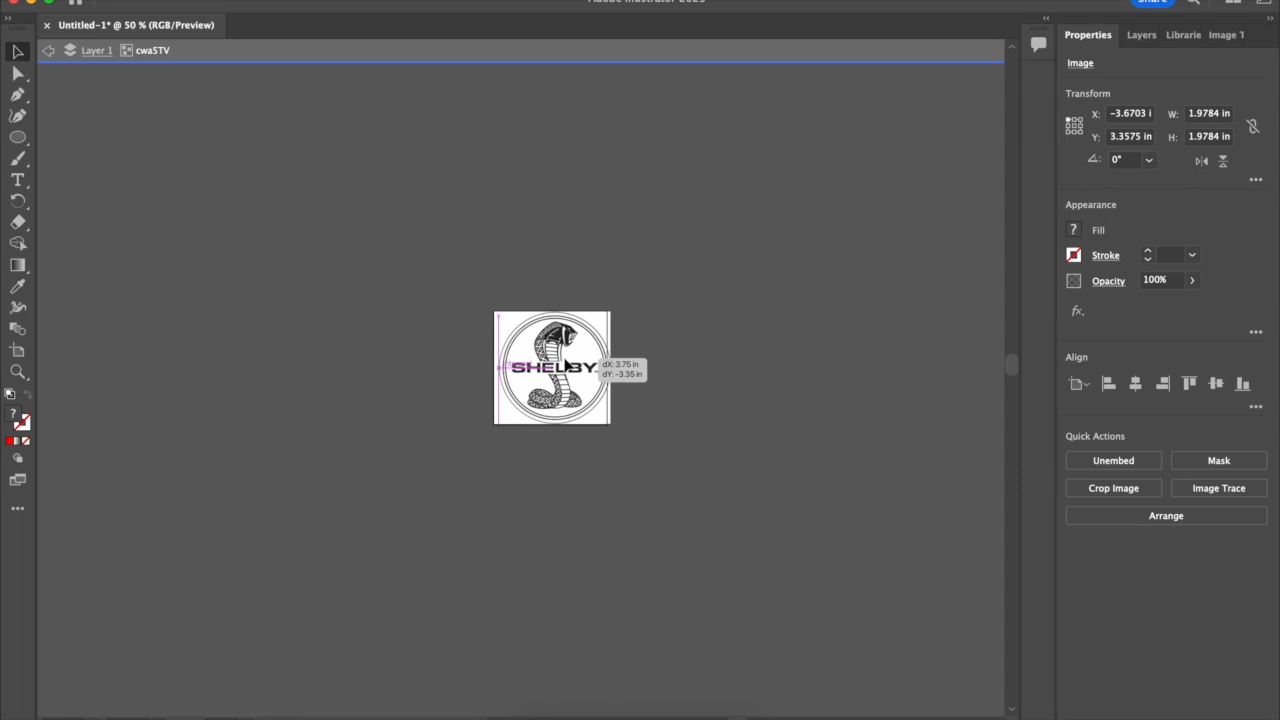 Share
Untitled-1* @ 50 % (RGB/Preview)
Layer 1
cwa5TV
Properties
Layers
Librarie
Image T
Image
Transform
X: -3.6703 i
W: 1.9784 in
Y: 3.3575 in
H: 1.9784 in
0°
Appearance
? Fill
Stroke
Opacity 100%
fx.
Align
Quick Actions
Unembed
Mask
Crop Image
Image Trace
Arrange
SHELBY
dX: 3.75 in
dY: -3.35 in
T
?